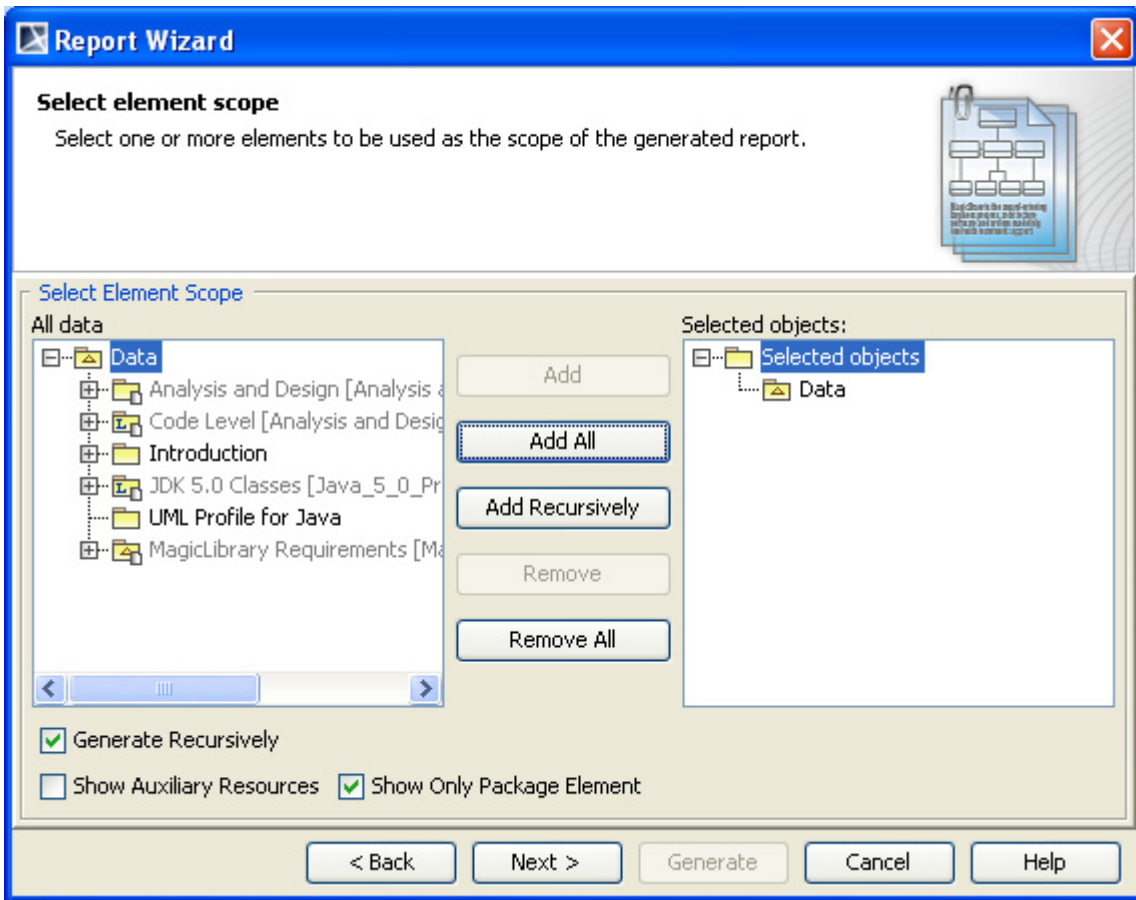 Report Wizard
Select element scope
Select one or more elements to be used as the scope of the generated report.
Select Element Scope
All data
Data
Analysis and Design [Analysis a
Code Level [Analysis and Desig
Introduction
JDK 5.0 Classes [Java_5_0_Pr
UML Profile for Java
MagicLibrary Requirements [Ma
Add
Add All
Add Recursively
Remove
Remove All
Selected objects:
Selected objects
Data
Generate Recursively
Show Auxiliary Resources
Show Only Package Element
< Back
Next >
Generate
Cancel
Help